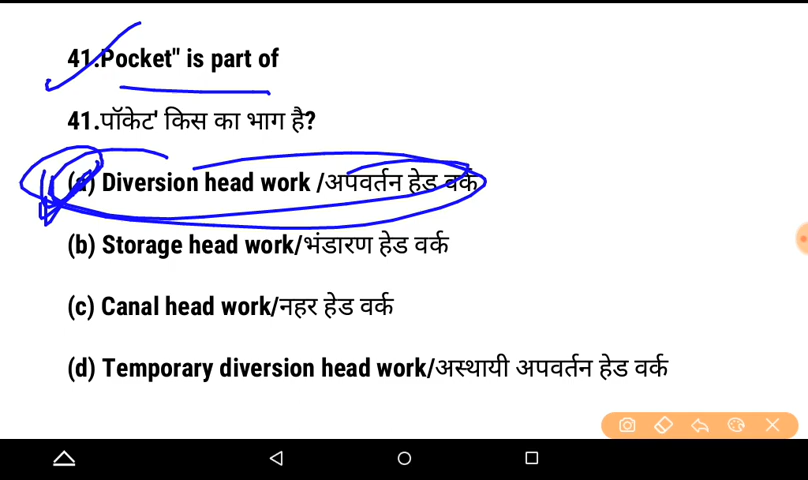 41.Pocket" is part of
41.पॉकेट' किस का भाग है?
(a) Diversion head work /अपवर्तन हेड वर्क
(b) Storage head work/भंडारण हेड वर्क
(c) Canal head work/नहर हेड वर्क
(d) Temporary diversion head work/अस्थायी अपवर्तन हेड वर्क